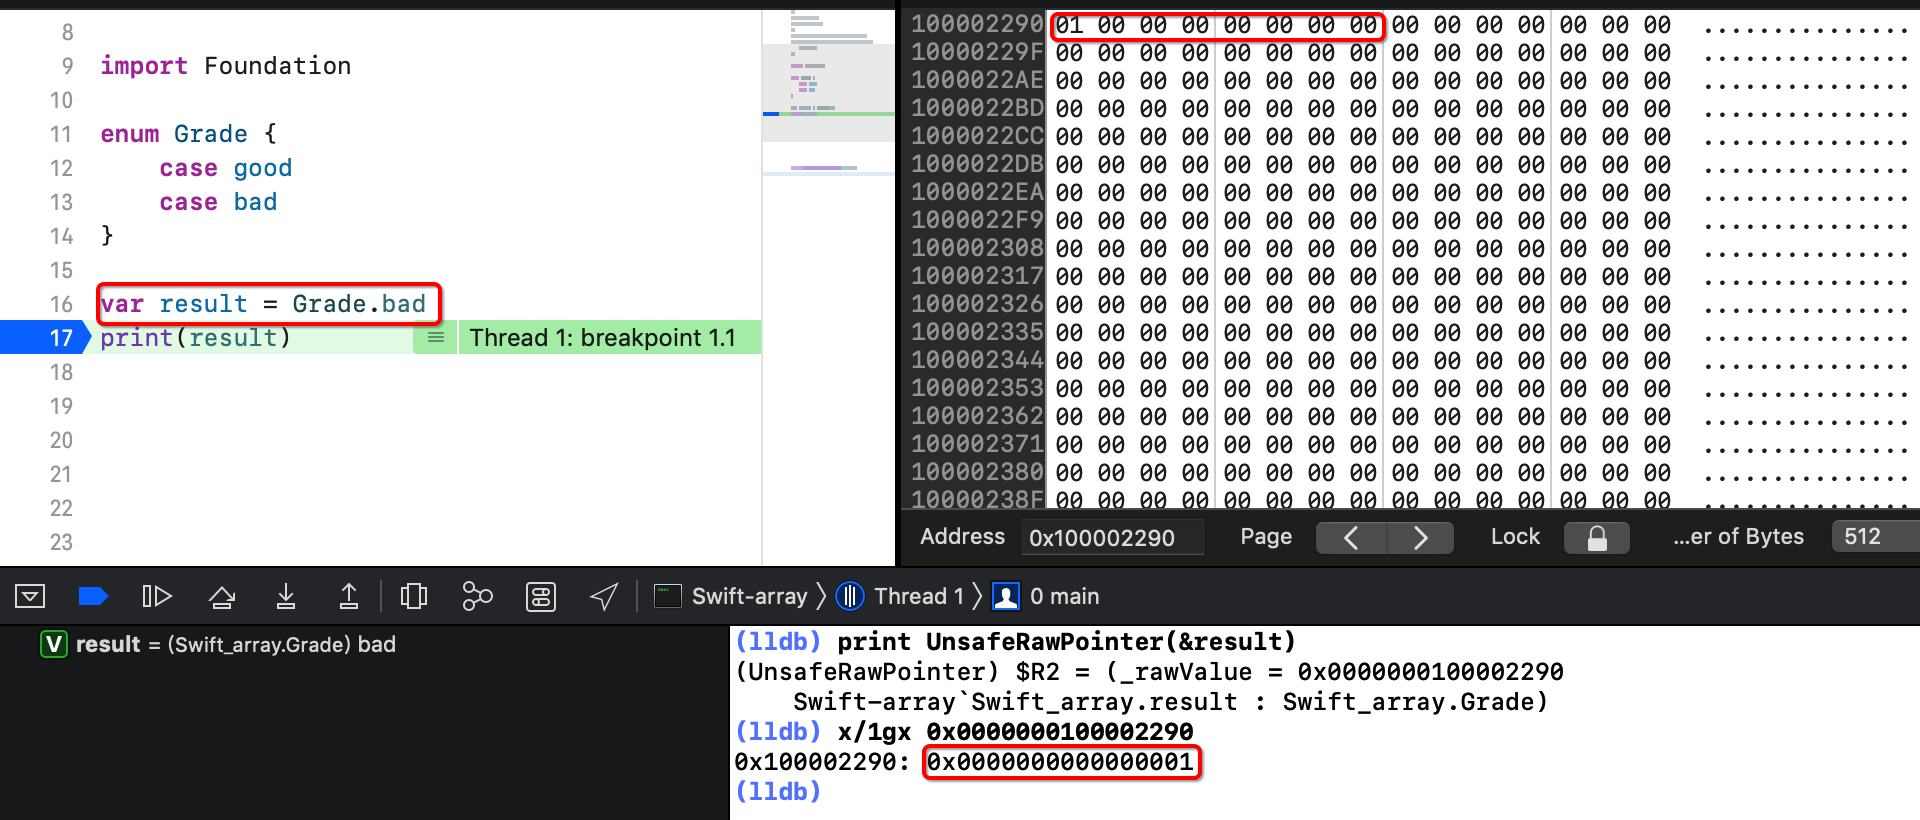 8
9 import Foundation
10
11 enum Grade {
12 case good
13 case bad
14 }
15
16 var result = Grade.bad
17 print(result) Thread 1: breakpoint 1.1
18
19
20
21
22
23
100002290 01 00 00 00 00 00 00 00 00 00 00 00 00 00 00 ...............
10000229F 00 00 00 00 00 00 00 00 00 00 00 00 00 00 00 ...............
1000022AE 00 00 00 00 00 00 00 00 00 00 00 00 00 00 00 ...............
1000022BD 00 00 00 00 00 00 00 00 00 00 00 00 00 00 00 ...............
1000022CC 00 00 00 00 00 00 00 00 00 00 00 00 00 00 00 ...............
1000022DB 00 00 00 00 00 00 00 00 00 00 00 00 00 00 00 ...............
1000022EA 00 00 00 00 00 00 00 00 00 00 00 00 00 00 00 ...............
1000022F9 00 00 00 00 00 00 00 00 00 00 00 00 00 00 00 ...............
100002308 00 00 00 00 00 00 00 00 00 00 00 00 00 00 00 ...............
100002317 00 00 00 00 00 00 00 00 00 00 00 00 00 00 00 ...............
100002326 00 00 00 00 00 00 00 00 00 00 00 00 00 00 00 ...............
100002335 00 00 00 00 00 00 00 00 00 00 00 00 00 00 00 ...............
100002344 00 00 00 00 00 00 00 00 00 00 00 00 00 00 00 ...............
100002353 00 00 00 00 00 00 00 00 00 00 00 00 00 00 00 ...............
100002362 00 00 00 00 00 00 00 00 00 00 00 00 00 00 00 ...............
100002371 00 00 00 00 00 00 00 00 00 00 00 00 00 00 00 ...............
100002380 00 00 00 00 00 00 00 00 00 00 00 00 00 00 00 ...............
10000238F 00 00 00 00 00 00 00 00 00 00 00 00 00 00 00 ...............
Address 0x100002290 Page Lock ...er of Bytes 512
Swift-array 〉 Thread 1 〉 0 main
V result = (Swift_array.Grade) bad
(lldb) print UnsafeRawPointer(&result)
(UnsafeRawPointer) $R2 = (_rawValue = 0x0000000100002290
Swift-array`Swift_array.result : Swift_array.Grade)
(lldb) x/1gx 0x0000000100002290
0x100002290: 0x0000000000000001
(lldb)